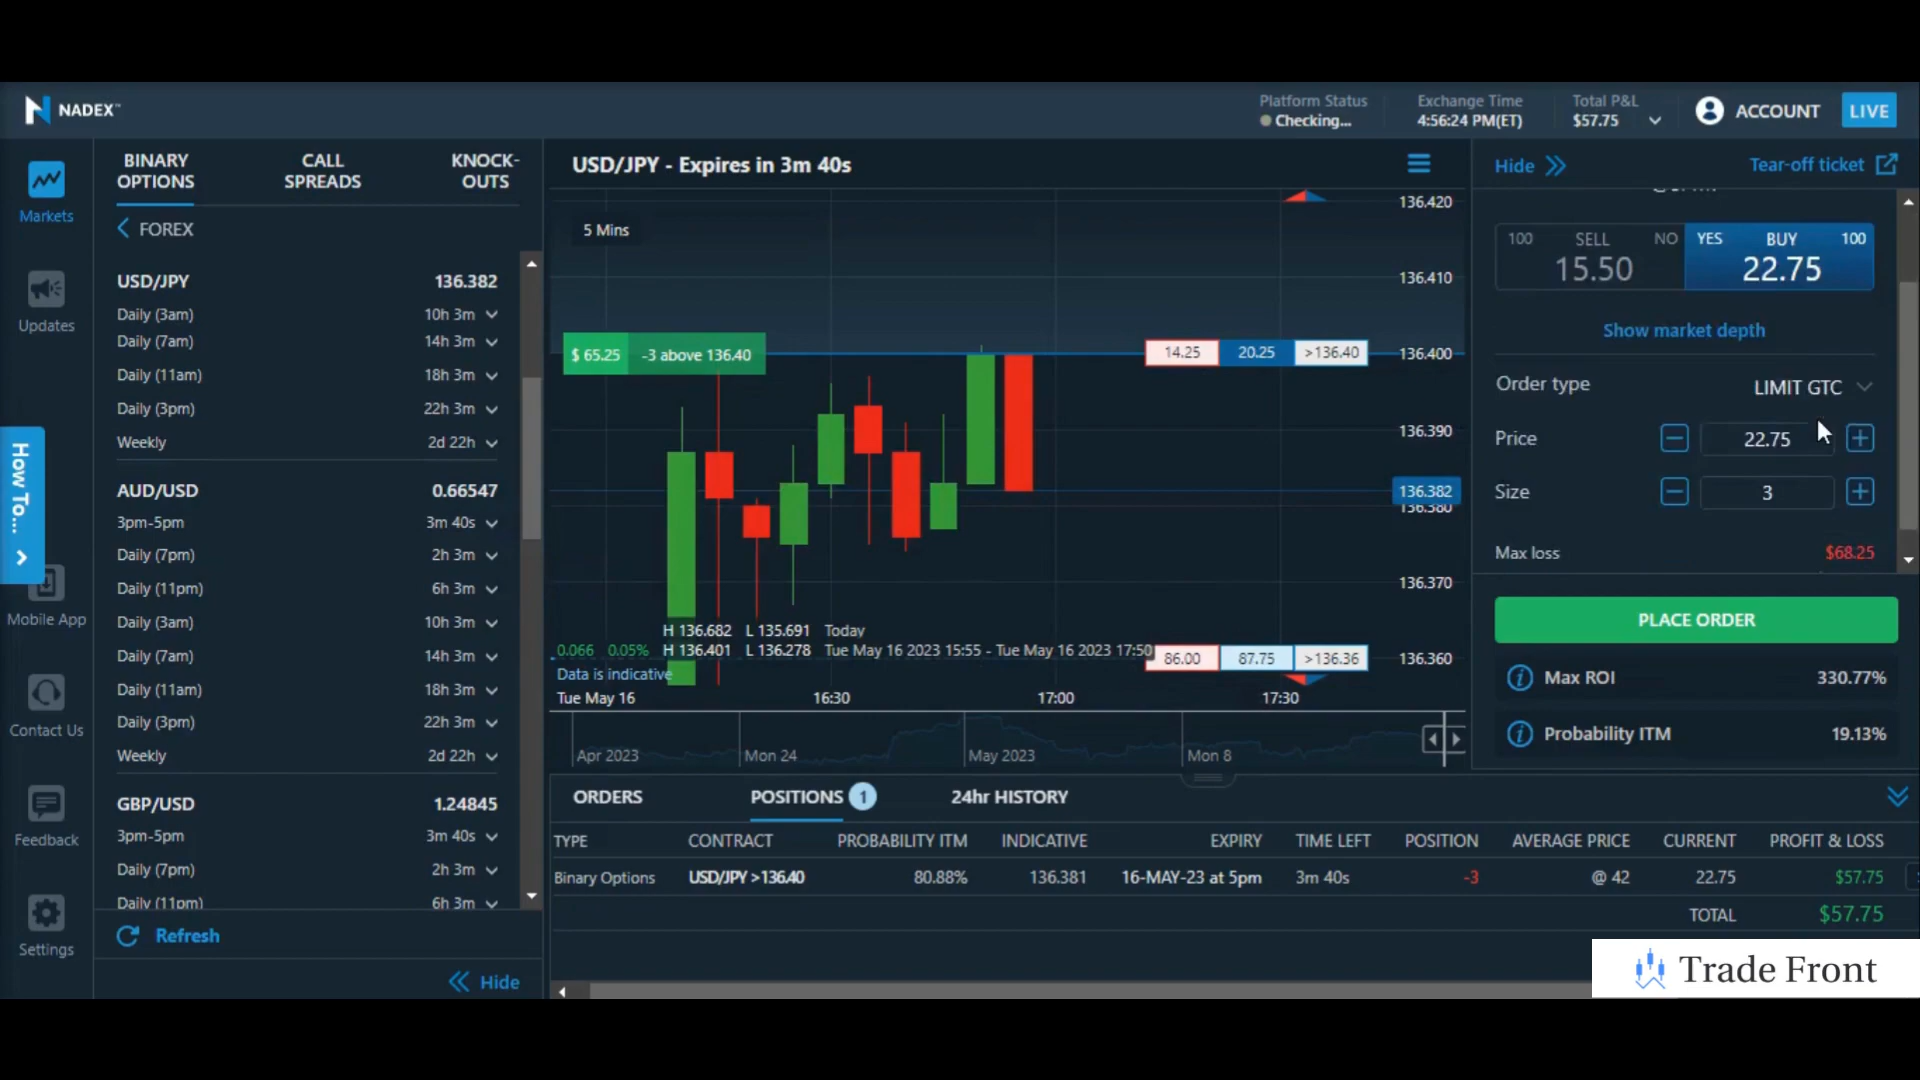 NADEX™
Platform Status
Checking...
Exchange Time
4:56:24 PM(ET)
Total P&L
$57.75
ACCOUNT
LIVE
Markets
Updates
How To...
Mobile App
Contact Us
Feedback
Settings
BINARY OPTIONS
CALL SPREADS
KNOCK-OUTS
FOREX
USD/JPY 136.382
Daily (3am) 10h 3m
Daily (7am) 14h 3m
Daily (11am) 18h 3m
Daily (3pm) 22h 3m
Weekly 2d 22h
AUD/USD 0.66547
3pm-5pm 3m 40s
Daily (7pm) 2h 3m
Daily (11pm) 6h 3m
Daily (3am) 10h 3m
Daily (7am) 14h 3m
Daily (11am) 18h 3m
Daily (3pm) 22h 3m
Weekly 2d 22h
GBP/USD 1.24845
3pm-5pm 3m 40s
Daily (7pm) 2h 3m
Daily (11pm) 6h 3m
Refresh
Hide
USD/JPY - Expires in 3m 40s
5 Mins
136.420
136.410
$ 65.25 -3 above 136.40
14.25 20.25 >136.40
136.400
136.390
136.382
136.380
136.370
H 136.682 L 135.691 Today
0.066 0.05% H 136.401 L 136.278 Tue May 16 2023 15:55 - Tue May 16 2023 17:50
86.00 87.75 >136.36
136.360
Data is indicative
Tue May 16 16:30 17:00 17:30
Apr 2023 Mon 24 May 2023 Mon 8
Hide
Tear-off ticket
100 SELL NO
15.50
YES BUY 100
22.75
Show market depth
Order type LIMIT GTC
Price 22.75
Size 3
Max loss $68.25
PLACE ORDER
Max ROI 330.77%
Probability ITM 19.13%
ORDERS POSITIONS 1 24hr HISTORY
TYPE CONTRACT PROBABILITY ITM INDICATIVE EXPIRY TIME LEFT POSITION AVERAGE PRICE CURRENT PROFIT & LOSS
Binary Options USD/JPY >136.40 80.88% 136.381 16-MAY-23 at 5pm 3m 40s -3 @ 42 22.75 $57.75
TOTAL $57.75
Trade Front